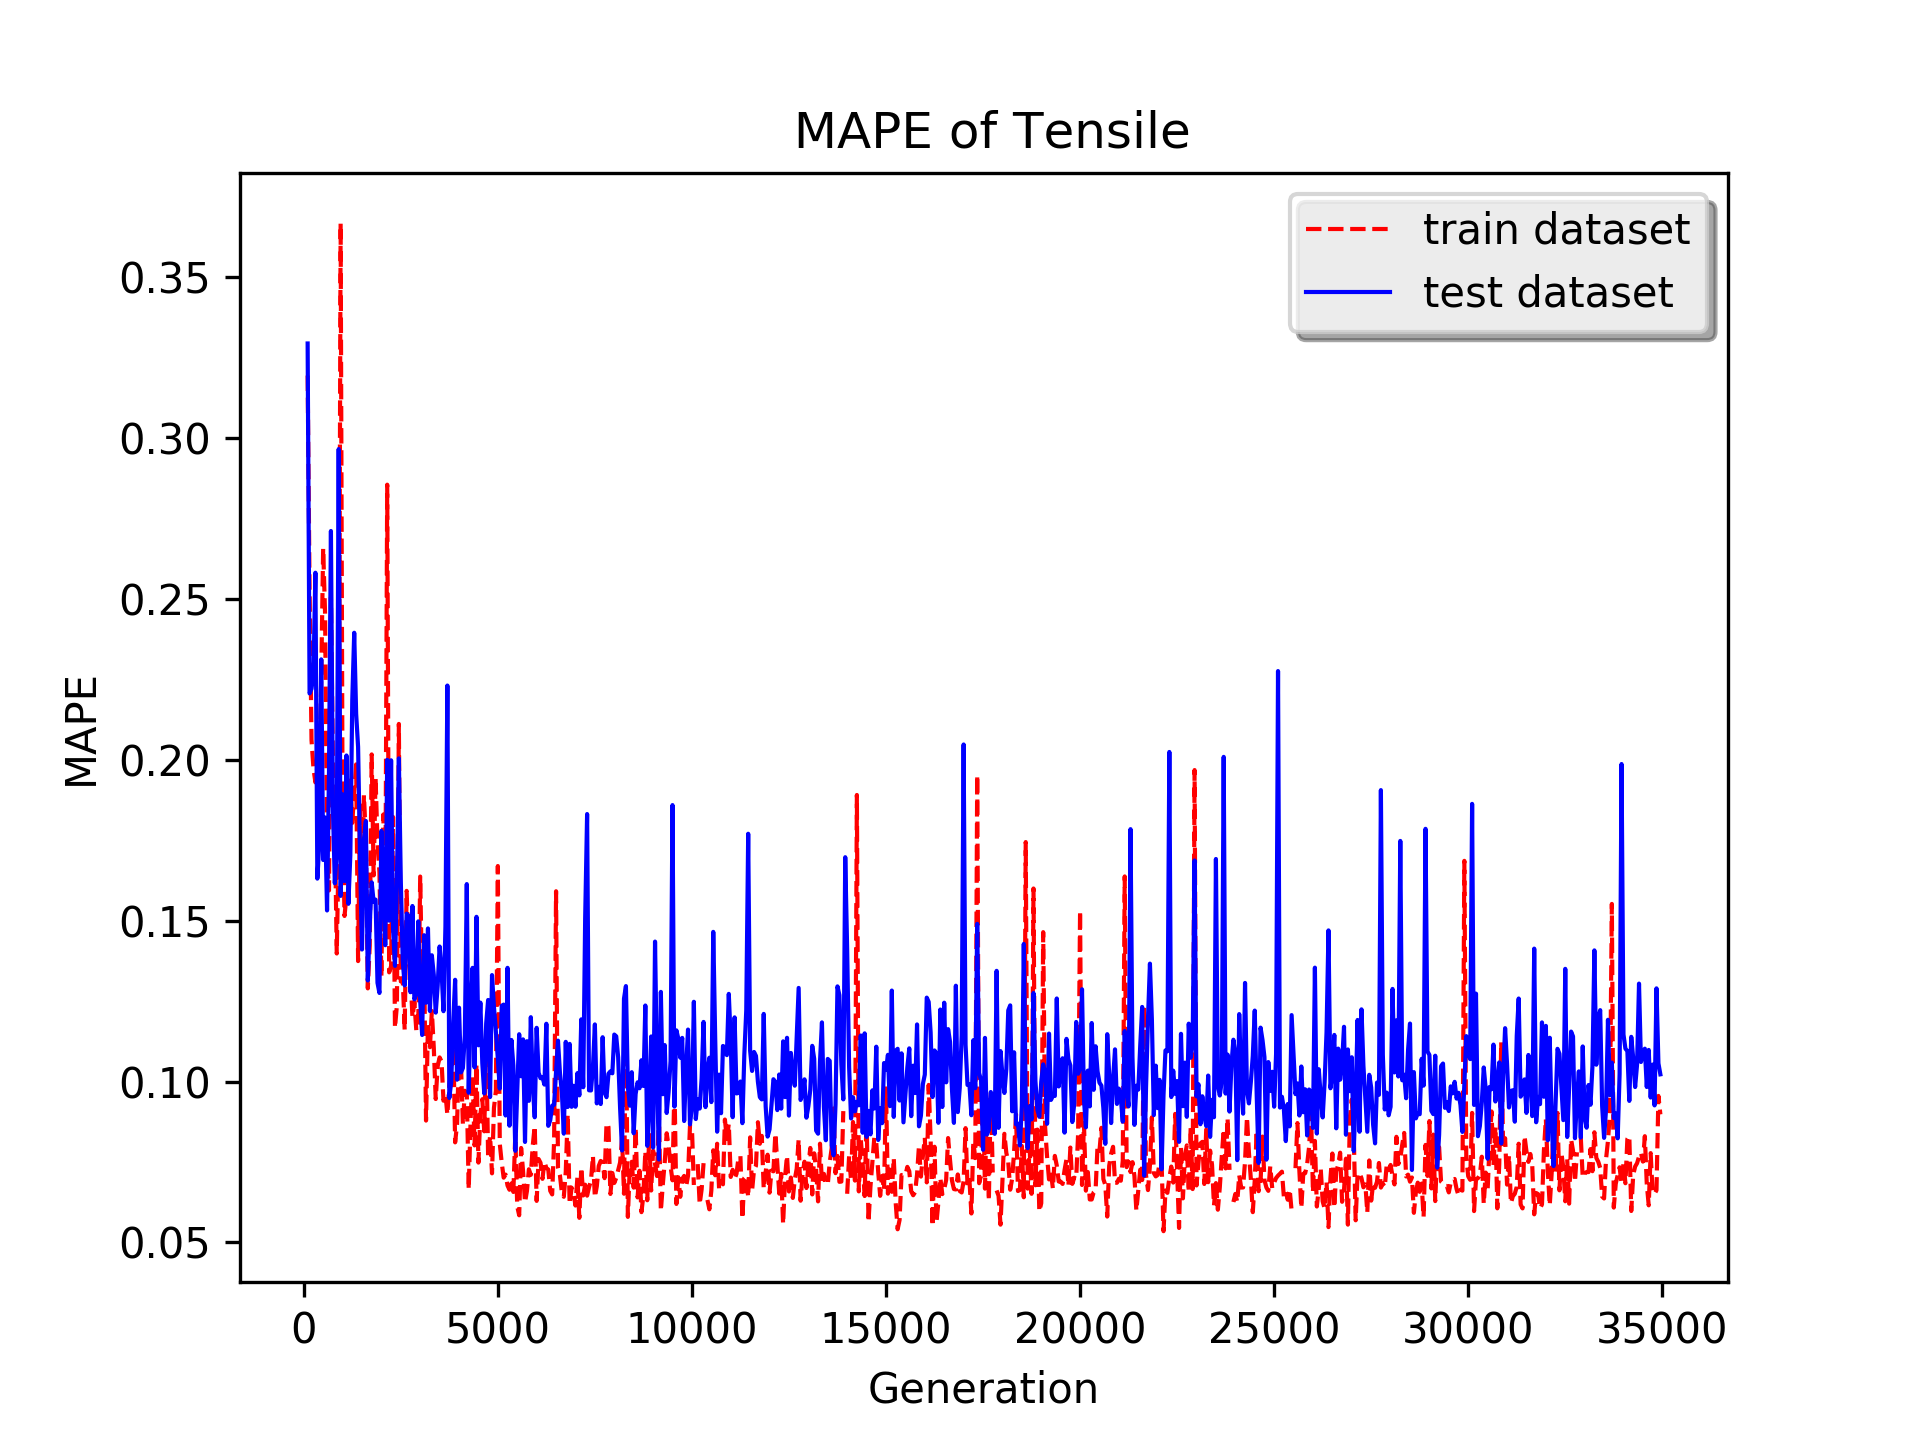 MAPE of Tensile
train dataset
test dataset
0.35
0.30
0.25
0.20
0.15
0.10
0.05
MAPE
0 5000 10000 15000 20000 25000 30000 35000
Generation